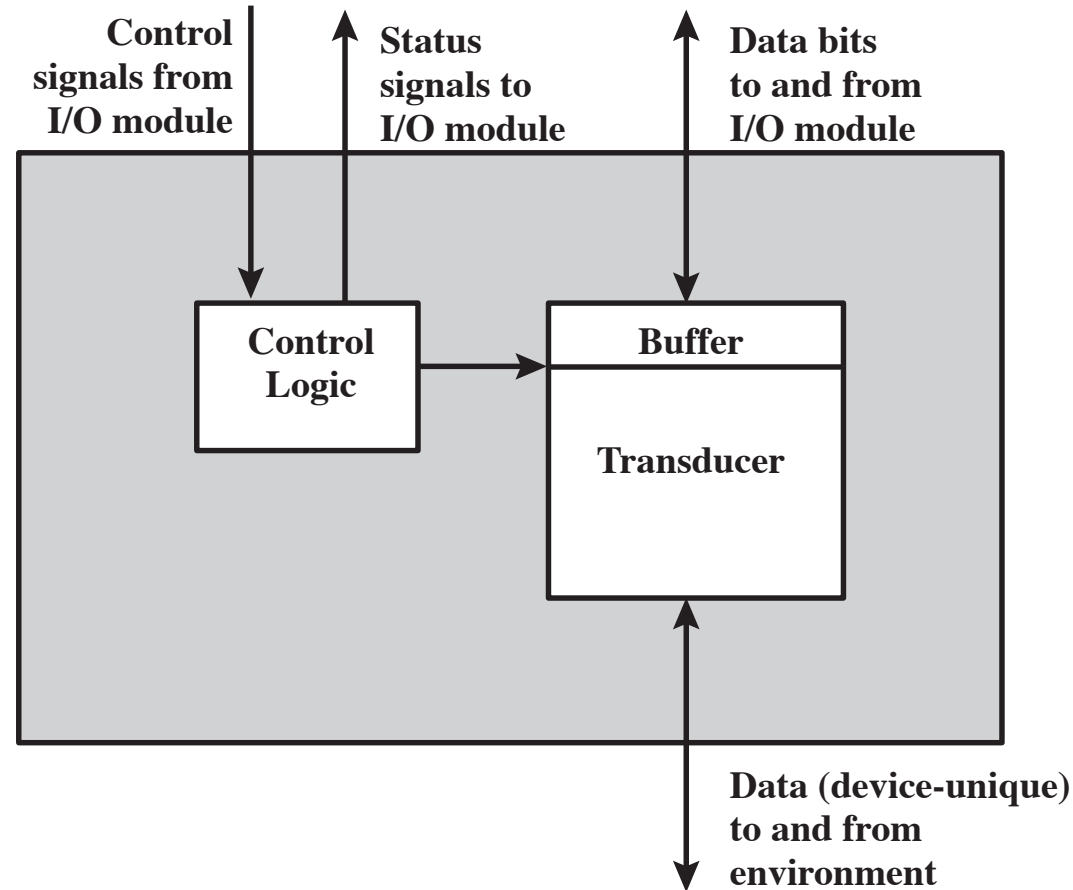 Control
signals from
I/O module
Status
signals to
I/O module
Data bits
to and from
I/O module
Control
Logic
Buffer
Transducer
Data (device-unique)
to and from
environment